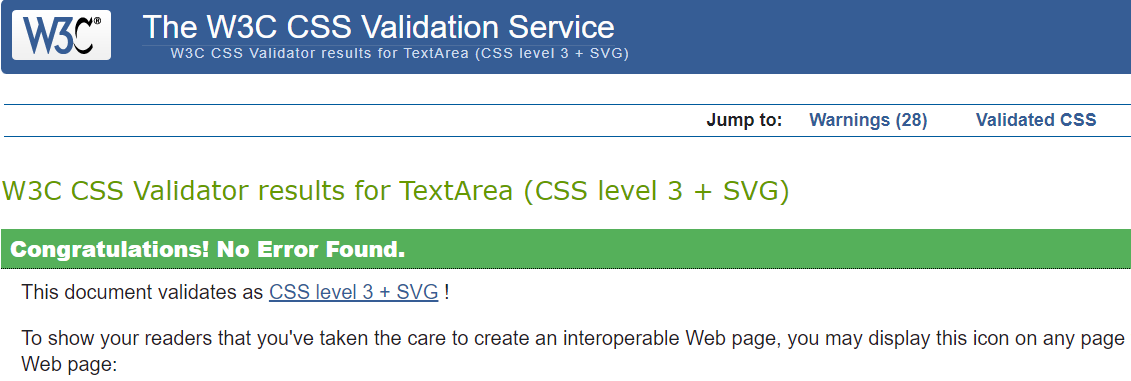 W3C®
The W3C CSS Validation Service
W3C CSS Validator results for TextArea (CSS level 3 + SVG)
Jump to: Warnings (28) Validated CSS
W3C CSS Validator results for TextArea (CSS level 3 + SVG)
Congratulations! No Error Found.
This document validates as CSS level 3 + SVG !
To show your readers that you've taken the care to create an interoperable Web page, you may display this icon on any page
Web page: